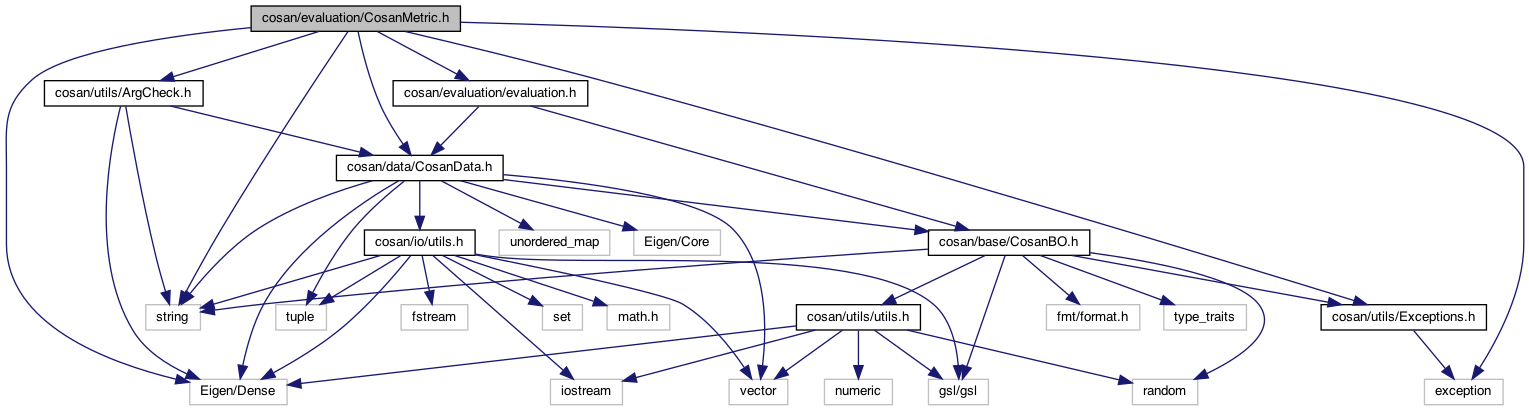 cosan/evaluation/CosanMetric.h
cosan/utils/ArgCheck.h
cosan/evaluation/evaluation.h
cosan/data/CosanData.h
cosan/io/utils.h
unordered_map
Eigen/Core
cosan/base/CosanBO.h
string
tuple
fstream
set
math.h
cosan/utils/utils.h
fmt/format.h
type_traits
cosan/utils/Exceptions.h
Eigen/Dense
iostream
vector
numeric
gsl/gsl
random
exception